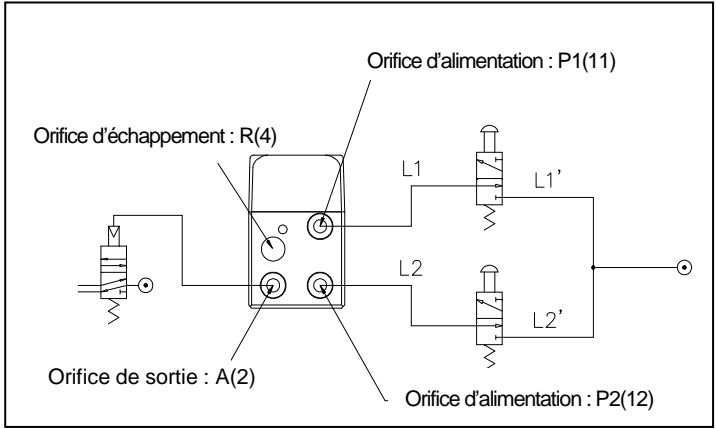 Orifice d'alimentation : P1(11)
Orifice d'échappement : R(4)
L1
L1'
L2
L2'
Orifice de sortie : A(2)
Orifice d'alimentation : P2(12)